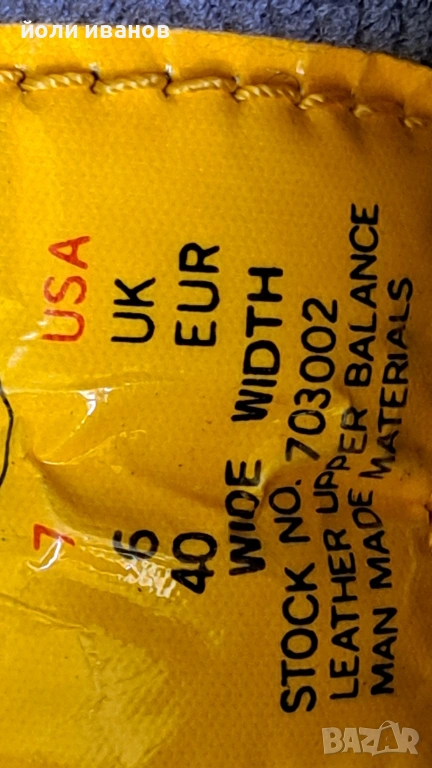 йоли иванов
7 USA
6 UK
40 EUR
WIDE WIDTH
STOCK NO. 703002
LEATHER UPPER BALANCE
MAN MADE MATERIALS
BAZAR